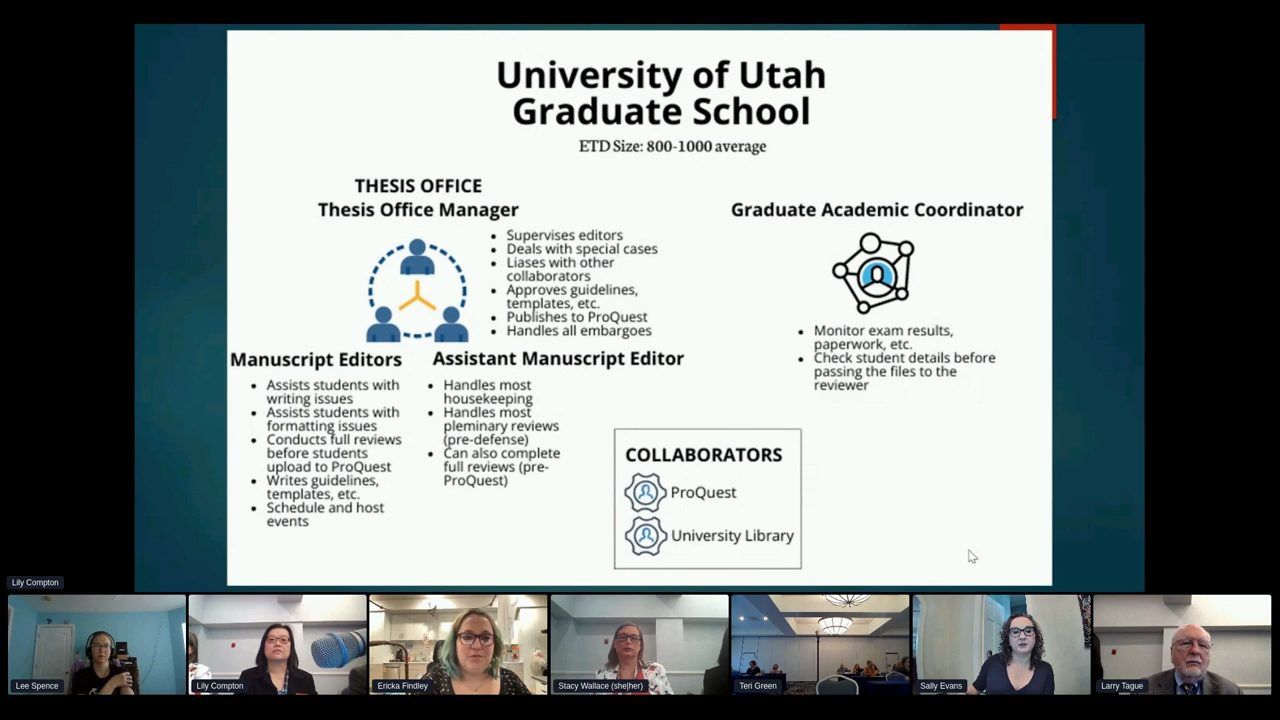 University of Utah
Graduate School
ETD Size: 800-1000 average
THESIS OFFICE
Thesis Office Manager
• Supervises editors
• Deals with special cases
• Liases with other
collaborators
• Approves guidelines,
templates, etc.
• Publishes to ProQuest
• Handles all embargoes
Graduate Academic Coordinator
• Monitor exam results,
paperwork, etc.
• Check student details before
passing the files to the
reviewer
Manuscript Editors
• Assists students with
writing issues
• Assists students with
formatting issues
• Conducts full reviews
before students
upload to ProQuest
• Writes guidelines,
templates, etc.
• Schedule and host
events
Assistant Manuscript Editor
• Handles most
housekeeping
• Handles most
pleminary reviews
(pre-defense)
• Can also complete
full reviews (pre-
ProQuest)
COLLABORATORS
ProQuest
University Library
Lily Compton
Lee Spence
Lily Compton
Ericka Findley
Stacy Wallace (she|her)
Teri Green
Sally Evans
Larry Tague